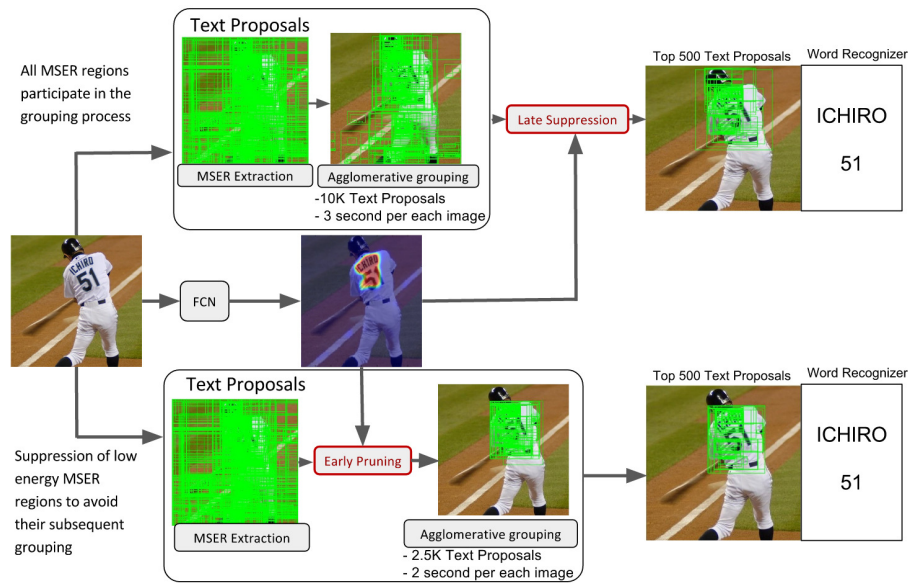 Text Proposals
All MSER regions
participate in the
grouping process
MSER Extraction
Agglomerative grouping
-10K Text Proposals
- 3 second per each image
Late Suppression
Top 500 Text Proposals
Word Recognizer
ICHIRO
51
ICHIRO
51
FCN
ICHIRO
51
Text Proposals
Suppression of low
energy MSER
regions to avoid
their subsequent
grouping
MSER Extraction
Early Pruning
Agglomerative grouping
- 2.5K Text Proposals
- 2 second per each image
Top 500 Text Proposals
Word Recognizer
ICHIRO
51